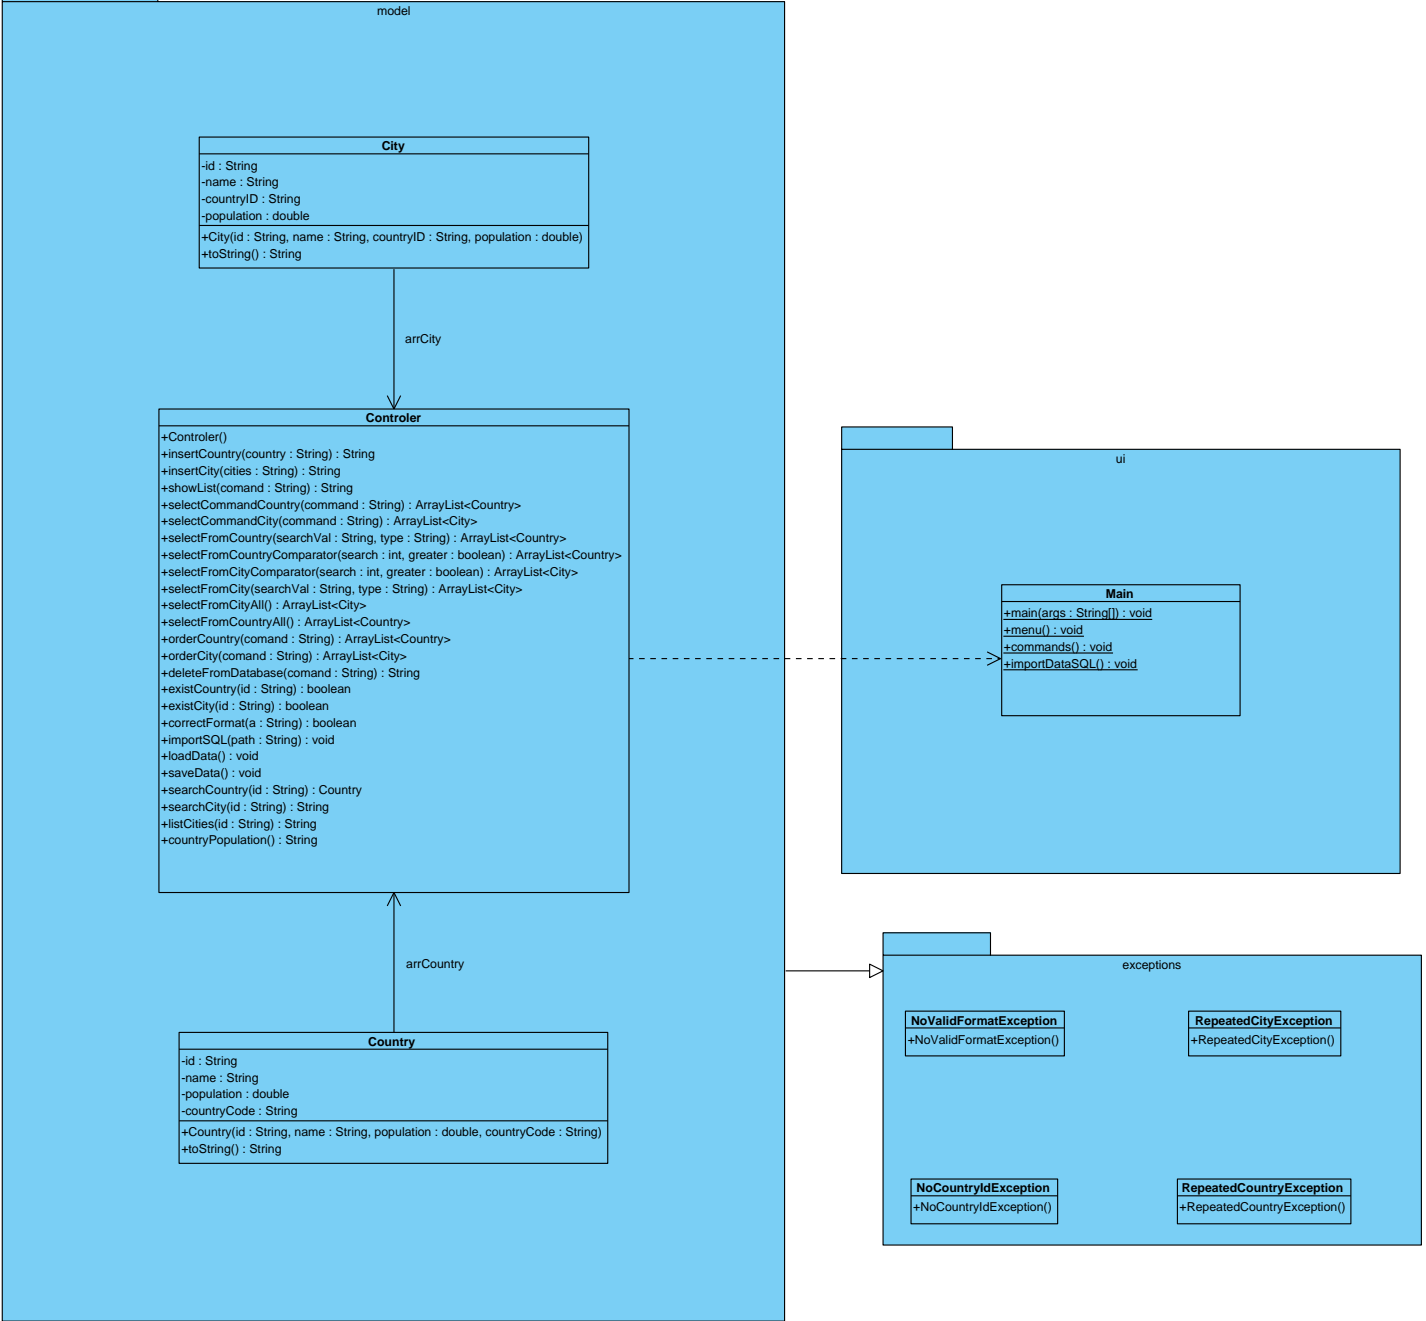 model
City
-id : String
-name : String
-countryID : String
-population : double
+City(id : String, name : String, countryID : String, population : double)
+toString() : String
arrCity
Controler
+Controler()
+insertCountry(country : String) : String
+insertCity(cities : String) : String
+showList(comand : String) : String
+selectCommandCountry(command : String) : ArrayList<Country>
+selectCommandCity(command : String) : ArrayList<City>
+selectFromCountry(searchVal : String, type : String) : ArrayList<Country>
+selectFromCountryComparator(search : int, greater : boolean) : ArrayList<Country>
+selectFromCityComparator(search : int, greater : boolean) : ArrayList<City>
+selectFromCity(searchVal : String, type : String) : ArrayList<City>
+selectFromCityAll() : ArrayList<City>
+selectFromCountryAll() : ArrayList<Country>
+orderCountry(comand : String) : ArrayList<Country>
+orderCity(comand : String) : ArrayList<City>
+deleteFromDatabase(comand : String) : String
+existCountry(id : String) : boolean
+existCity(id : String) : boolean
+correctFormat(a : String) : boolean
+importSQL(path : String) : void
+loadData() : void
+saveData() : void
+searchCountry(id : String) : Country
+searchCity(id : String) : String
+listCities(id : String) : String
+countryPopulation() : String
arrCountry
Country
-id : String
-name : String
-population : double
-countryCode : String
+Country(id : String, name : String, population : double, countryCode : String)
+toString() : String
ui
Main
+main(args : String[]) : void
+menu() : void
+commands() : void
+importDataSQL() : void
exceptions
NoValidFormatException
+NoValidFormatException()
RepeatedCityException
+RepeatedCityException()
NoCountryIdException
+NoCountryIdException()
RepeatedCountryException
+RepeatedCountryException()